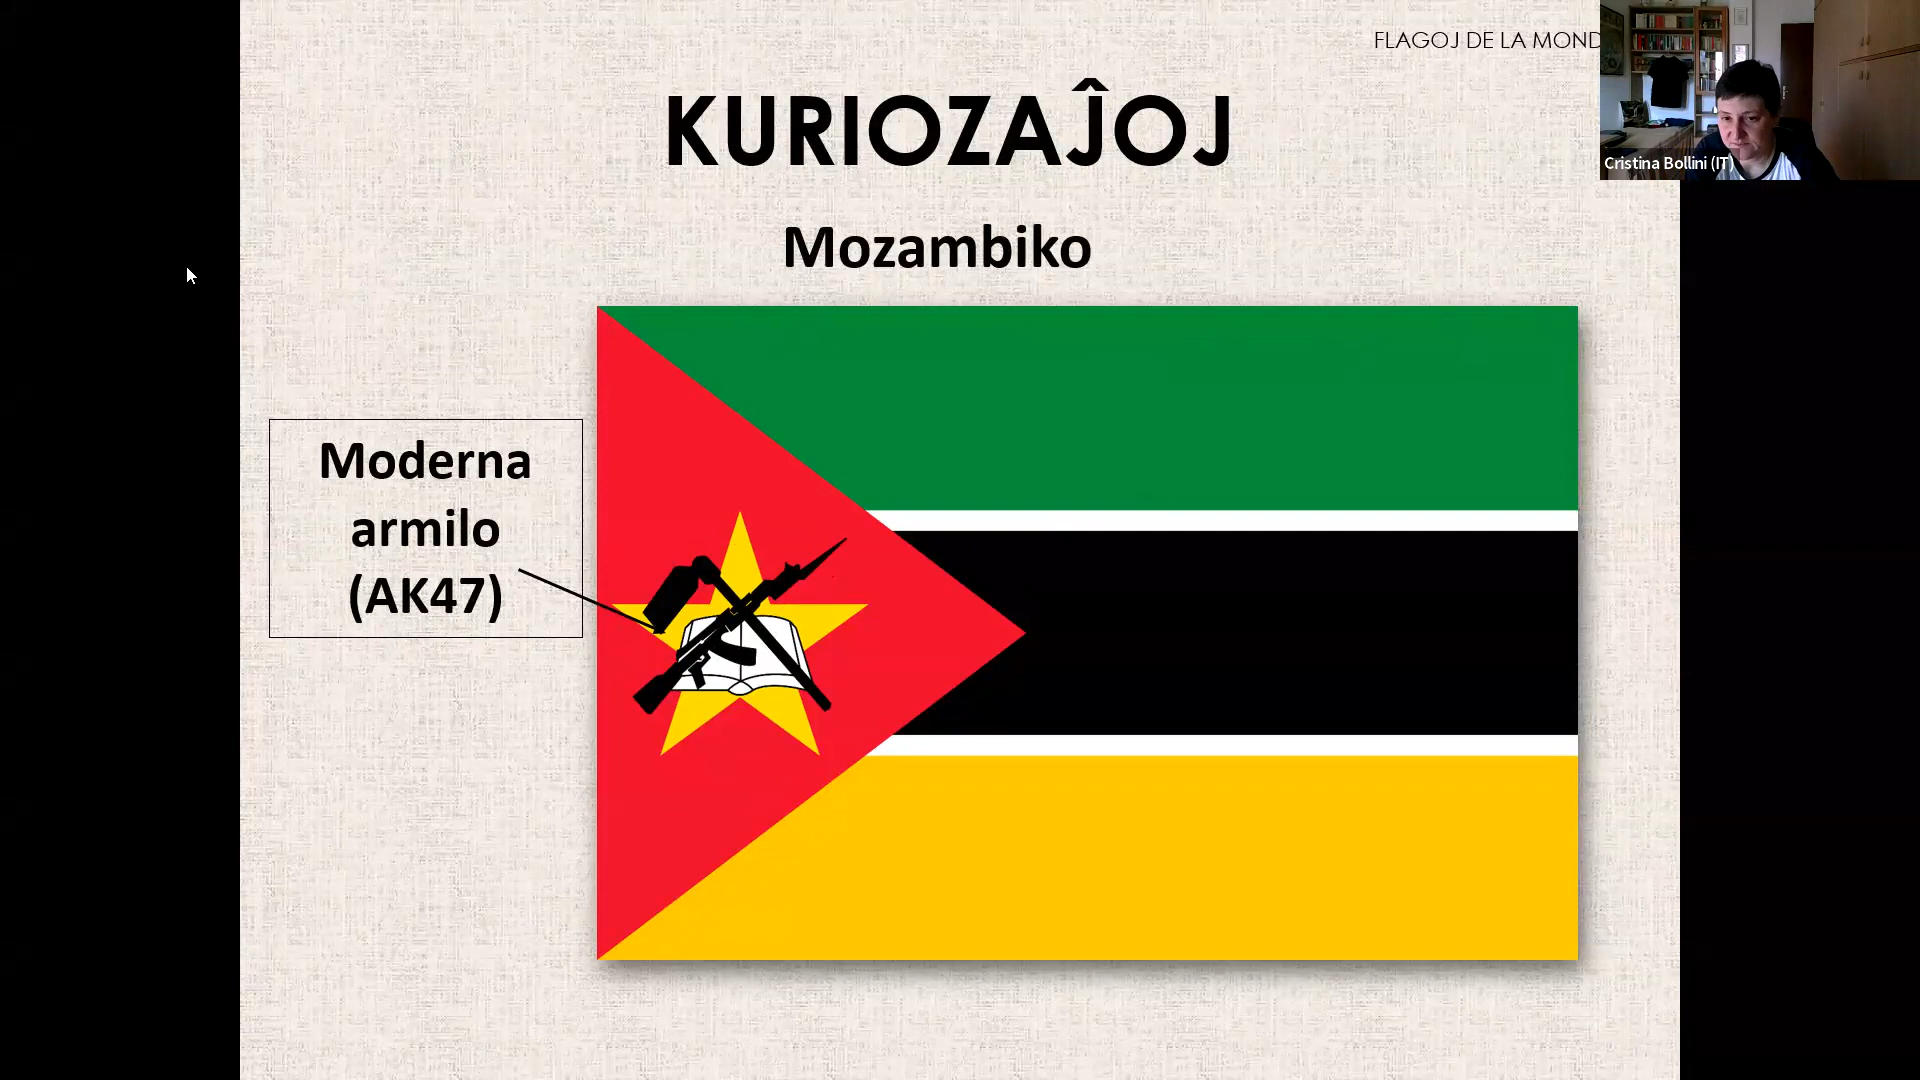 FLAGOJ DE LA MOND
KURIOZAĴOJ
Mozambiko
Moderna
armilo
(AK47)
Cristina Bollini (IT)